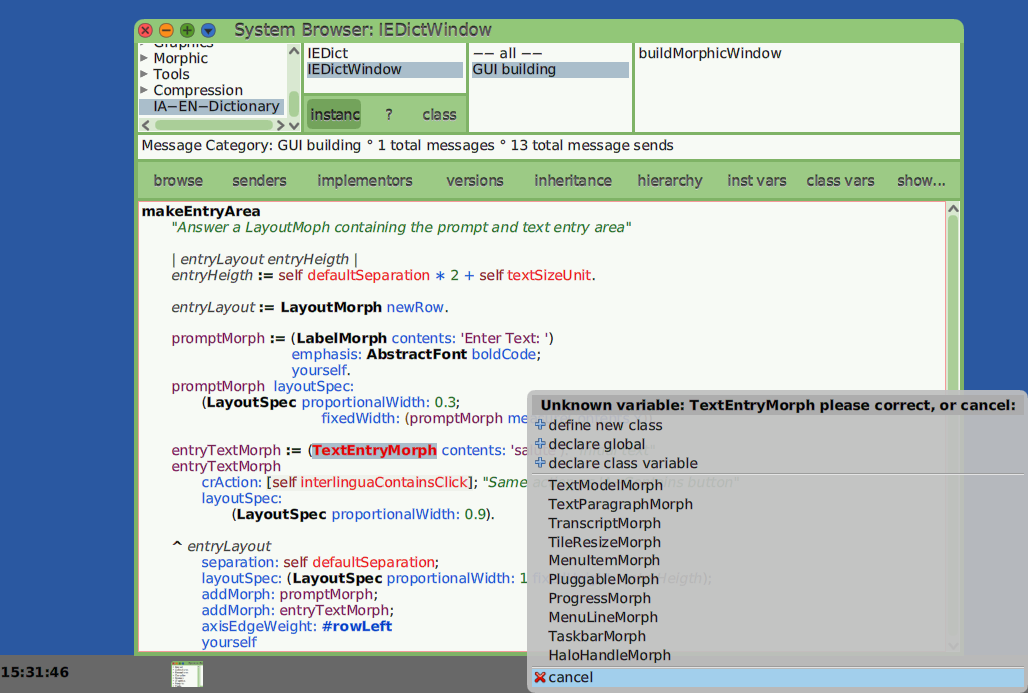 System Browser: IEDictWindow
Graphics
Morphic
Tools
Compression
IA−EN−Dictionary
IEDict
IEDictWindow
instanc ? class
−− all −−
GUI building
buildMorphicWindow
Message Category: GUI building ° 1 total messages ° 13 total message sends
browse senders implementors versions inheritance hierarchy inst vars class vars show...
makeEntryArea
"Answer a LayoutMoph containing the prompt and text entry area"
| entryLayout entryHeigth |
entryHeigth := self defaultSeparation * 2 + self textSizeUnit.
entryLayout := LayoutMorph newRow.
promptMorph := (LabelMorph contents: 'Enter Text: ')
emphasis: AbstractFont boldCode;
yourself.
promptMorph layoutSpec:
(LayoutSpec proportionalWidth: 0.3;
fixedWidth: (promptMorph me
entryTextMorph := (TextEntryMorph contents: 'sa
entryTextMorph
crAction: [self interlinguaContainsClick]; "Same button"
layoutSpec:
(LayoutSpec proportionalWidth: 0.9).
^ entryLayout
separation: self defaultSeparation;
layoutSpec: (LayoutSpec proportionalWidth: 1 Heigth);
addMorph: promptMorph;
addMorph: entryTextMorph;
axisEdgeWeight: #rowLeft
yourself
Unknown variable: TextEntryMorph please correct, or cancel:
define new class
declare global
declare class variable
TextModelMorph
TextParagraphMorph
TranscriptMorph
TileResizeMorph
MenuItemMorph
PluggableMorph
ProgressMorph
MenuLineMorph
TaskbarMorph
HaloHandleMorph
cancel
15:31:46